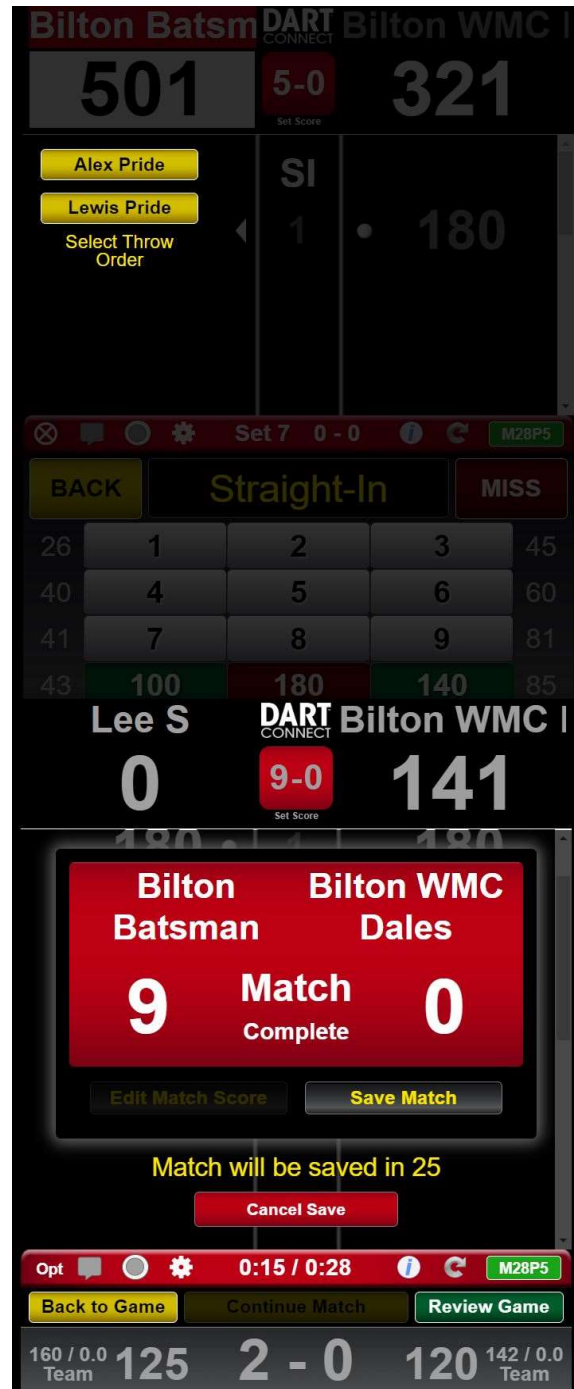 Bilton Batsm DART CONNECT Bilton WMC
501 5-0 321
Set Score
Alex Pride
Lewis Pride
Select Throw
Order
SI
1 180
Set 7 0 - 0 i M28P5
BACK Straight-In MISS
26 1 2 3 45
40 4 5 6 60
41 7 8 9 81
43 100 180 140 85
Lee S DART CONNECT Bilton WMC
0 9-0 141
Set Score
180 1 180
Bilton Batsman Bilton WMC Dales
9 Match Complete 0
Edit Match Score Save Match
Match will be saved in 25
Cancel Save
Opt 0:15 / 0:28 i M28P5
Back to Game Continue Match Review Game
160 / 0.0 Team 125 2 - 0 120 142 / 0.0 Team